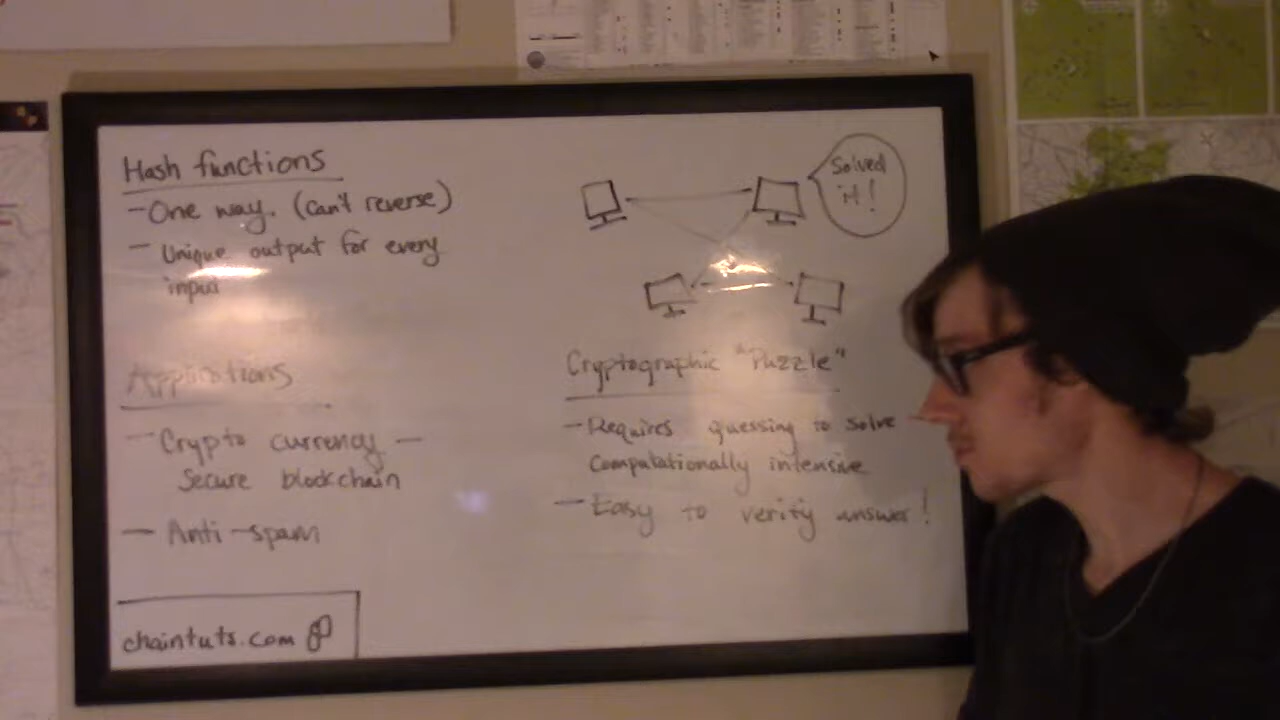 Hash functions
- One way. (Can't reverse)
- Unique output for every
input
Applications
- Crypto currency -
Secure blockchain
- Anti-spam
chaintuts.com
Solved
it!
Cryptographic "Puzzle"
- Requires guessing to solve
Computationally intensive
- Easy to verify answer!